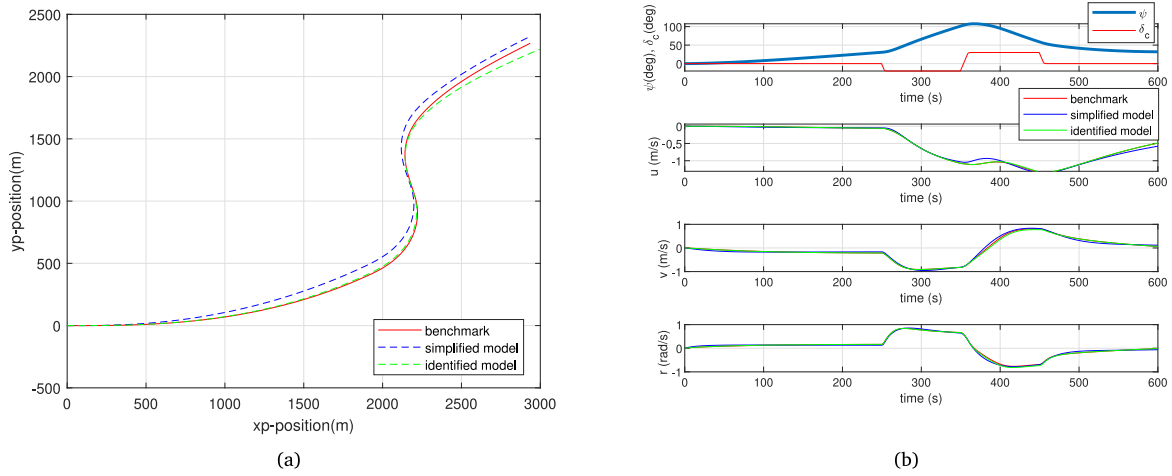 2500
2000
1500
1000
500
0
-500
0 500 1000 1500 2000 2500 3000
xp-position(m)
yp-position(m)
benchmark
simplified model
identified model
(a)
ψ
δc
100
50
0
ψ(deg), δc(deg)
0 100 200 300 400 500 600
time (s)
benchmark
simplified model
identified model
0
-0.5
-1
u (m/s)
0 100 200 300 400 500 600
time (s)
1
0
-1
v (m/s)
0 100 200 300 400 500 600
time (s)
1
0
-1
r (rad/s)
0 100 200 300 400 500 600
time (s)
(b)